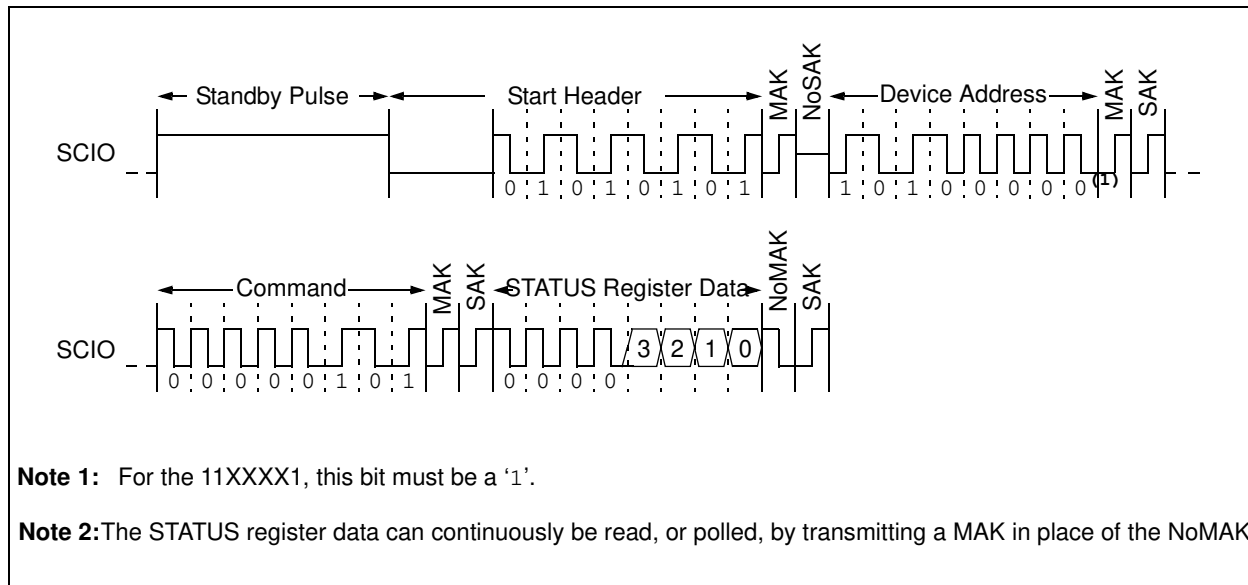 Standby Pulse Start Header MAK NoSAK Device Address MAK SAK
SCIO
0 1 0 1 0 1 0 1 1 0 1 0 0 0 0 0 (1)
Command MAK SAK STATUS Register Data NoMAK SAK
SCIO
3 2 1 0
0 0 0 0 0 1 0 1 0 0 0 0
Note 1: For the 11XXXX1, this bit must be a ‘1’.
Note 2:The STATUS register data can continuously be read, or polled, by transmitting a MAK in place of the NoMAK